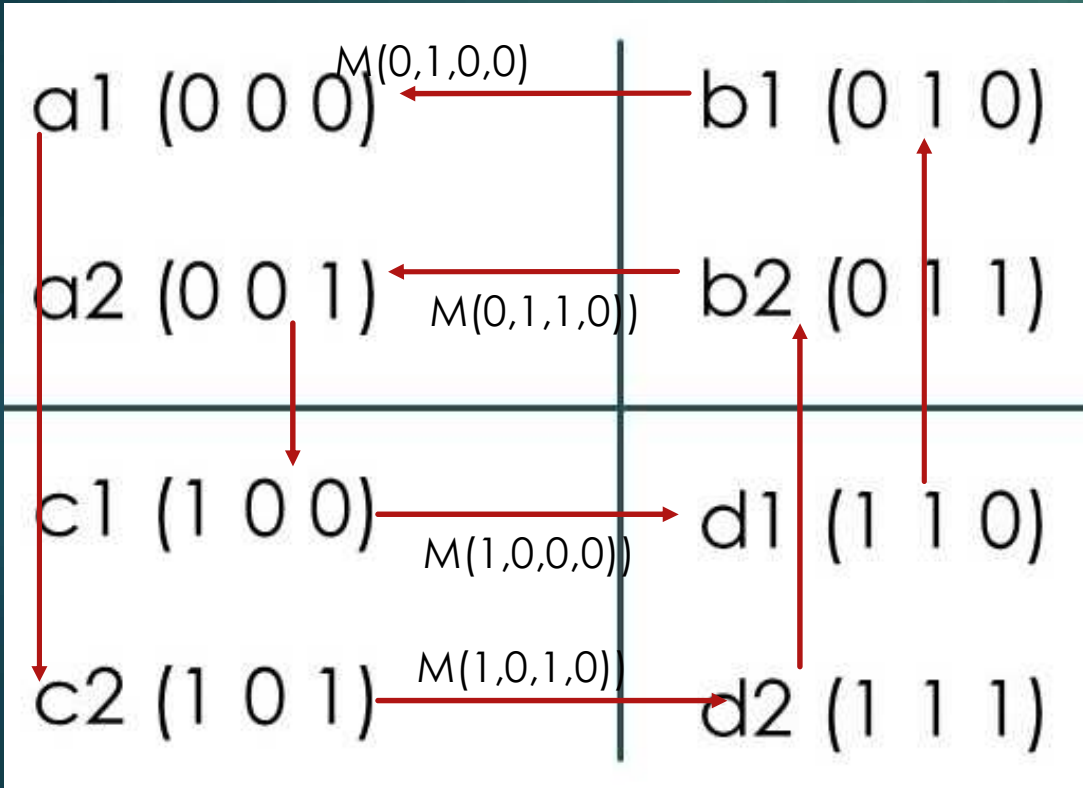 M(0,1,0,0)
a1 (0 0 0)
b1 (0 1 0)
a2 (0 0 1)
b2 (0 1 1)
M(0,1,1,0))
c1 (1 0 0)
d1 (1 1 0)
M(1,0,0,0))
M(1,0,1,0))
c2 (1 0 1)
d2 (1 1 1)